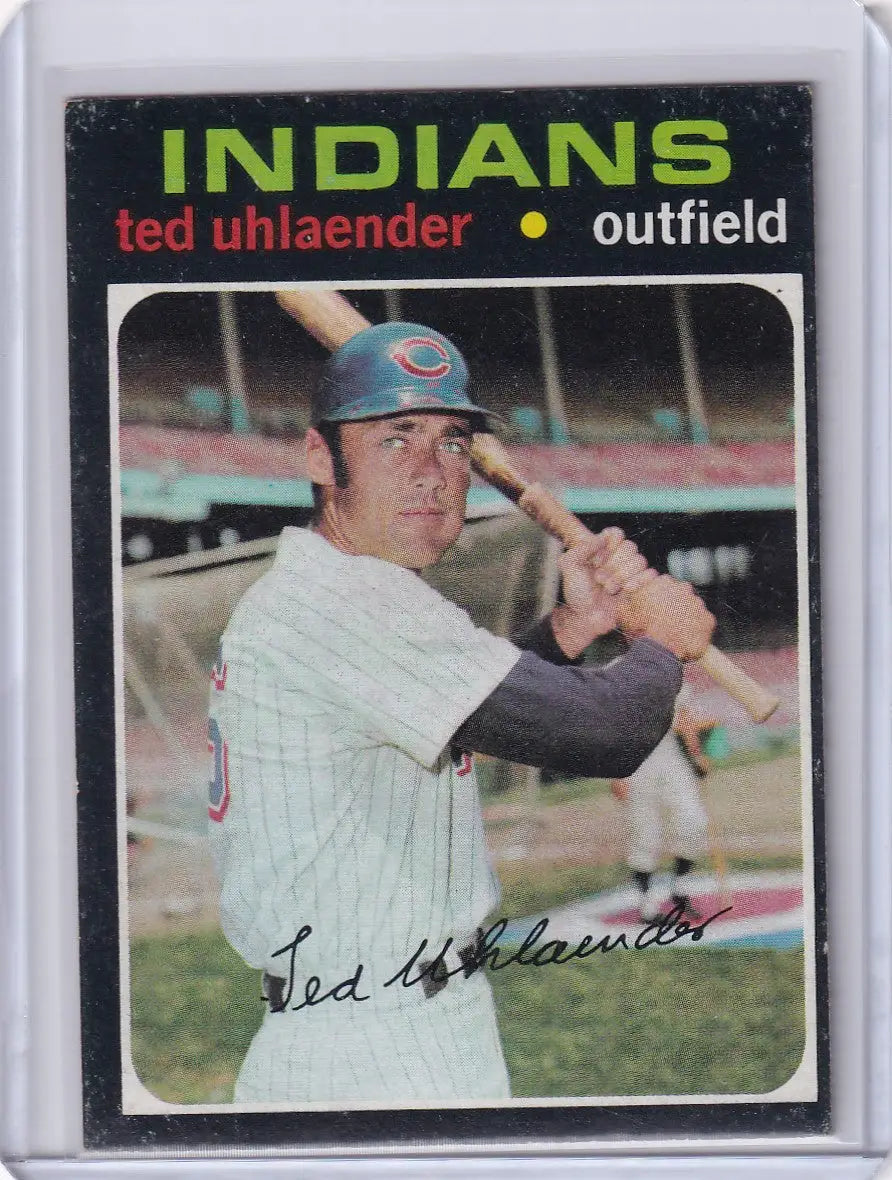 INDIANS
ted uhlaender • outfield
C
Ted Uhlaender